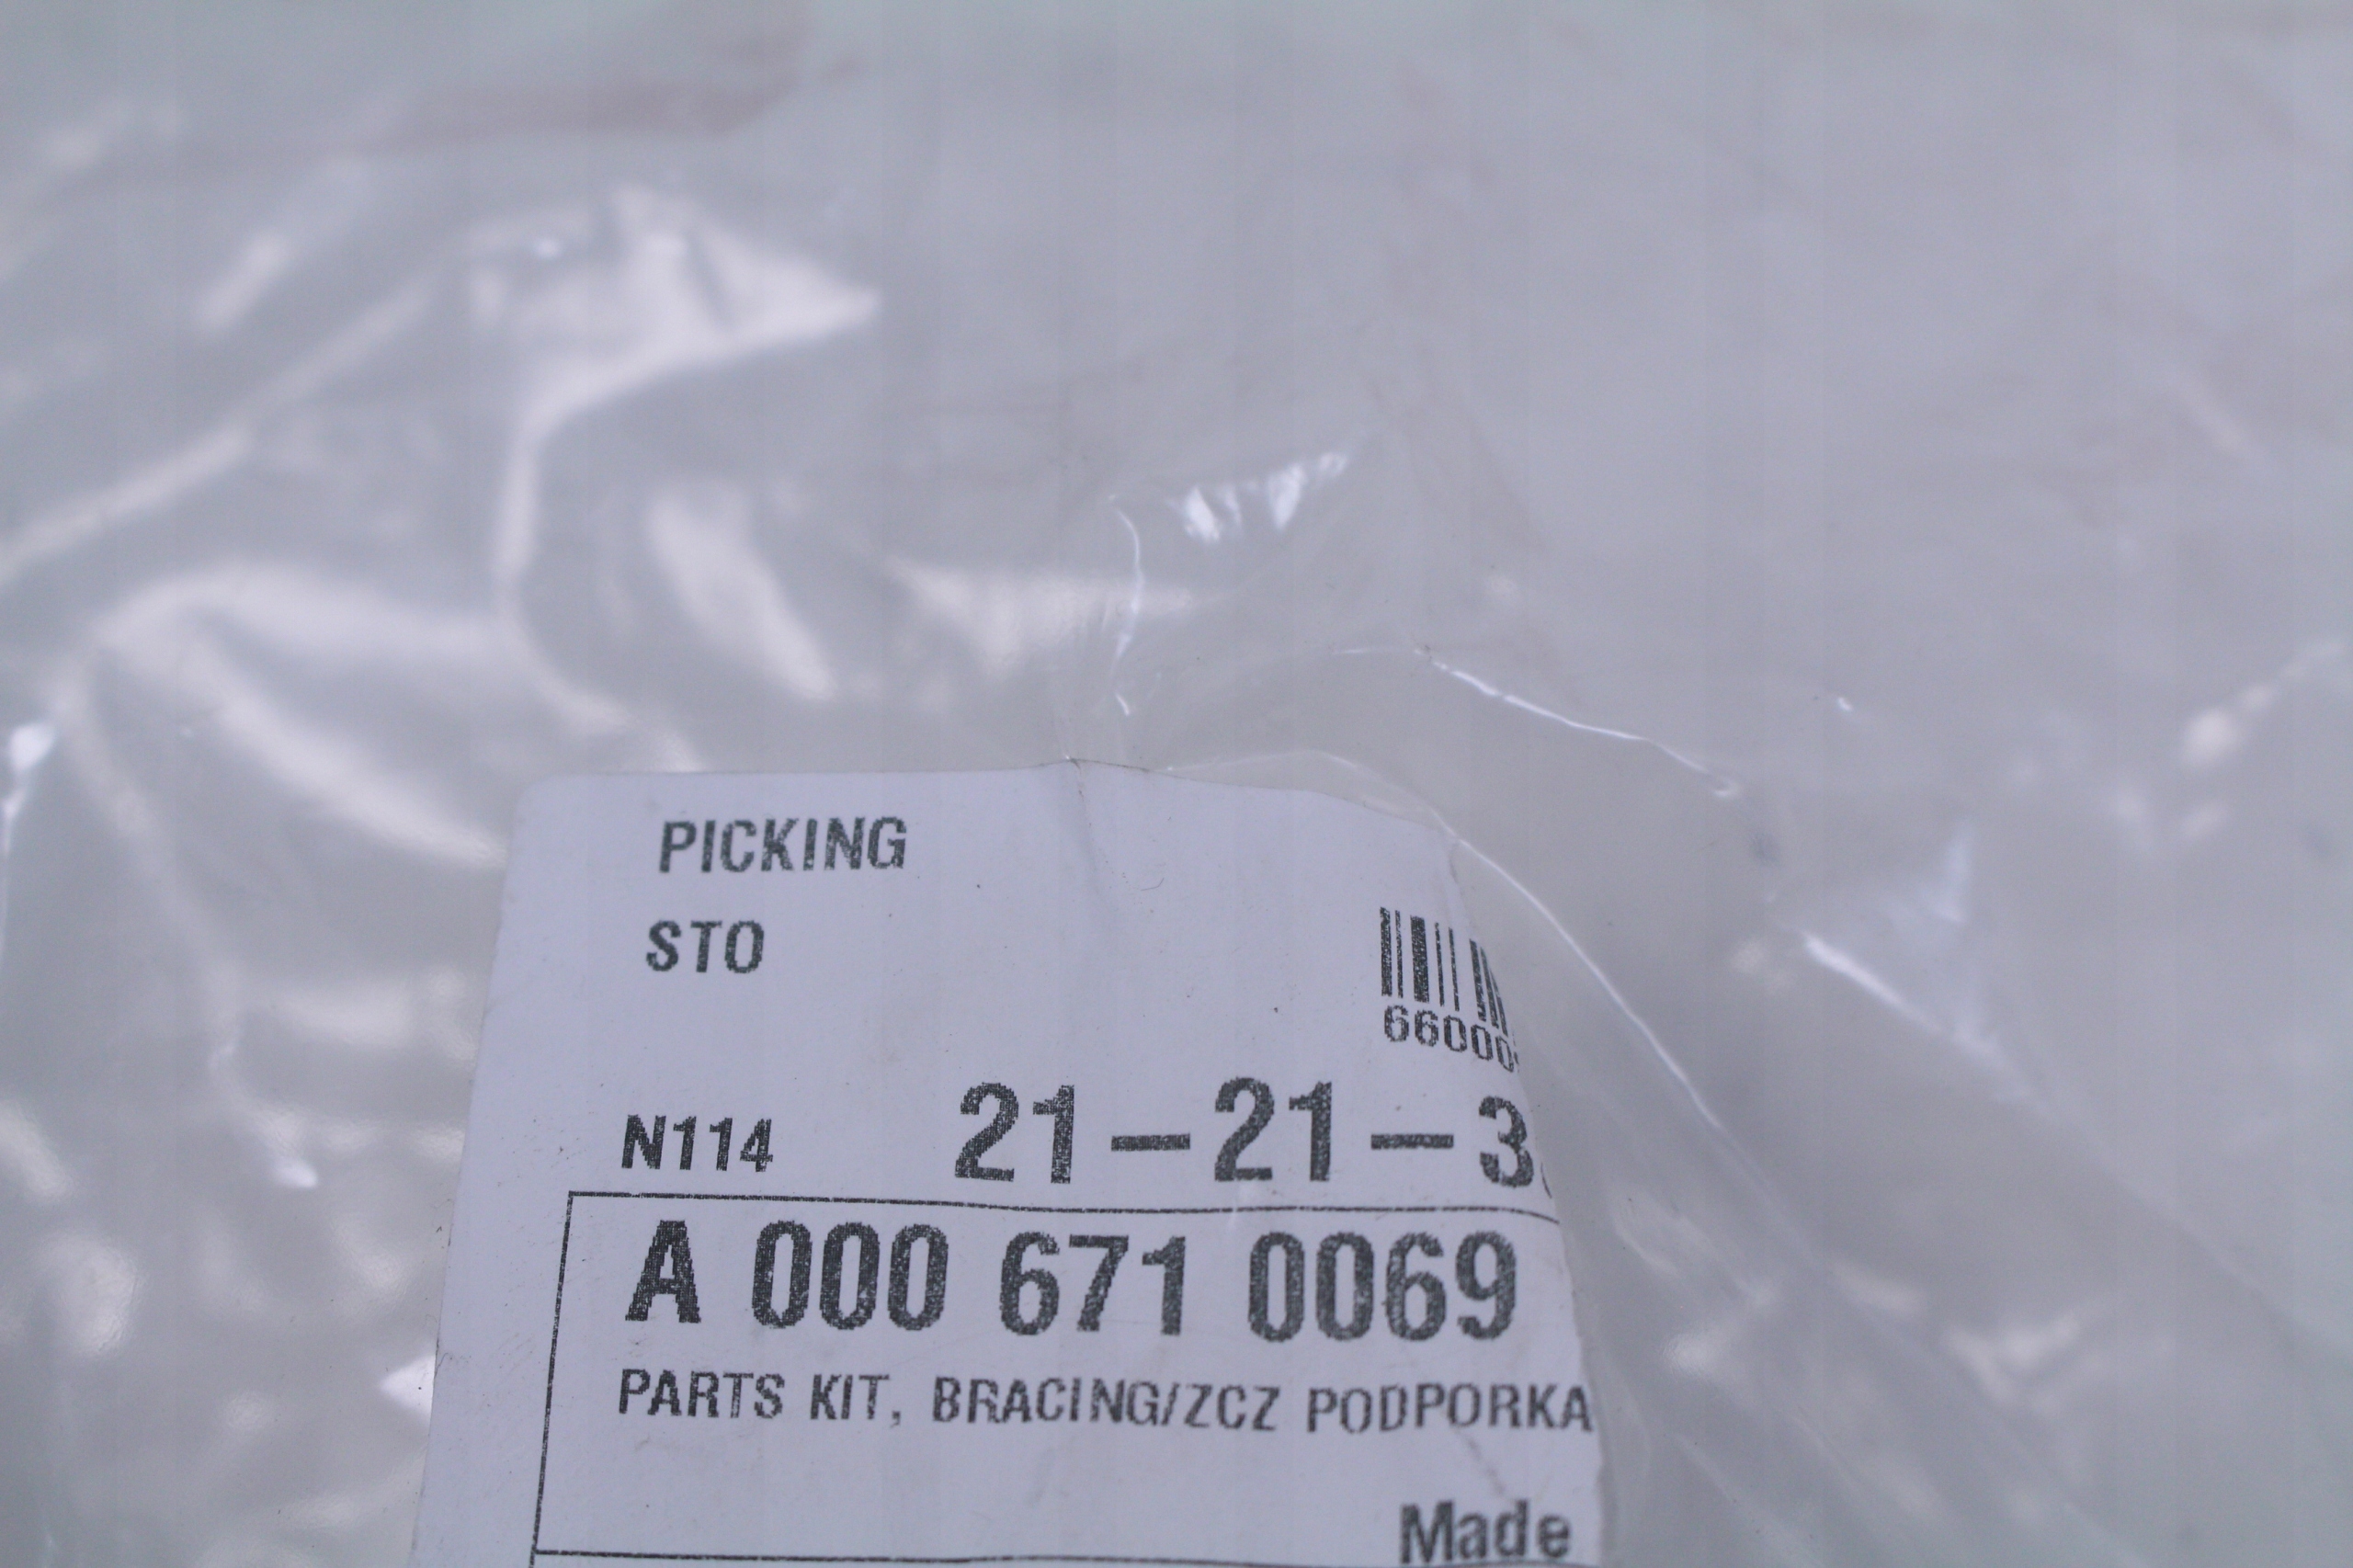 PICKING
STO
66000
N114 21-21-3
A 000 671 0069
PARTS KIT, BRACING/ZCZ PODPORKA
Made